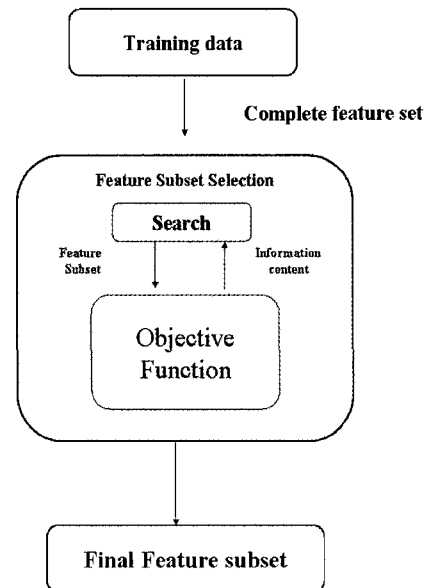 Training data
Complete feature set
Feature Subset Selection
Search
Feature
Subset
Information
content
Objective
Function
Final Feature subset